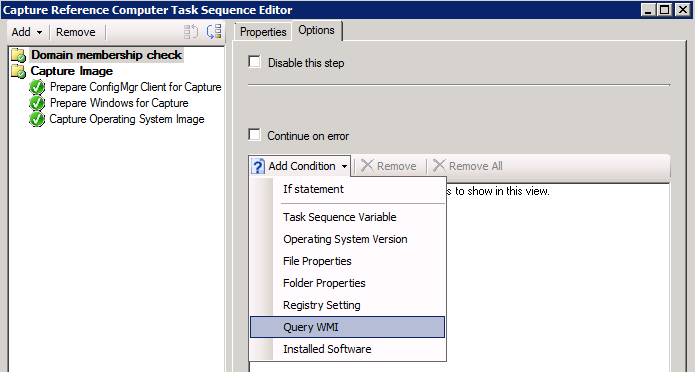 Capture Reference Computer Task Sequence Editor
Add Remove
Properties Options
Domain membership check
Capture Image
Prepare ConfigMgr Client for Capture
Prepare Windows for Capture
Capture Operating System Image
Disable this step
Continue on error
Add Condition Remove Remove All
s to show in this view.
If statement
Task Sequence Variable
Operating System Version
File Properties
Folder Properties
Registry Setting
Query WMI
Installed Software